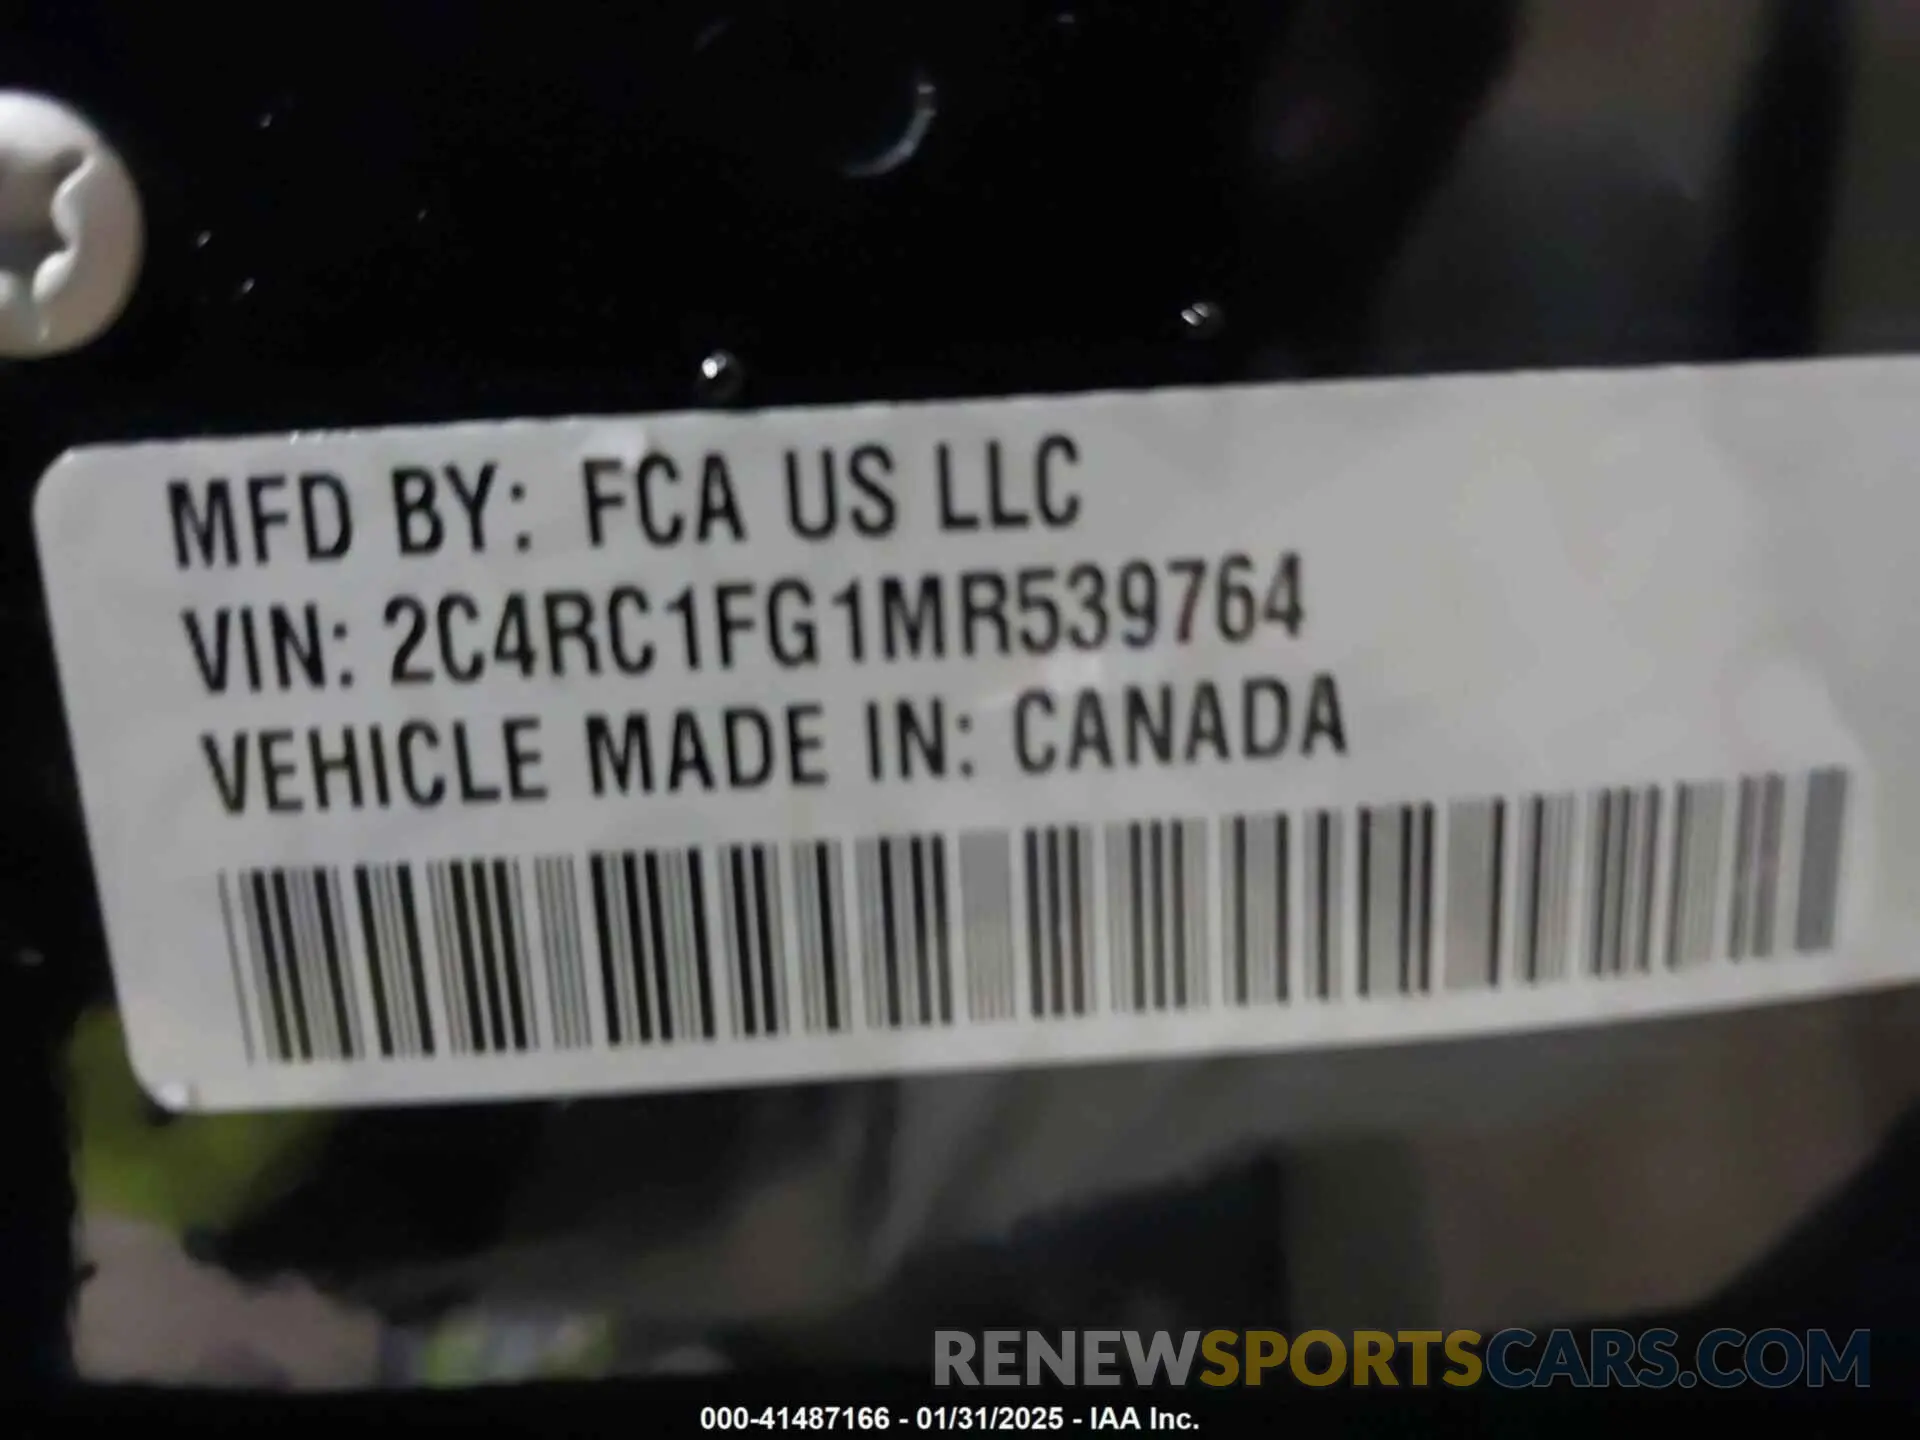 MFD BY: FCA US LLC
VIN: 2C4RC1FG1MR539764
VEHICLE MADE IN: CANADA
RENEWSPORTSCARS.COM
000-41487166 - 01/31/2025 - IAA Inc.